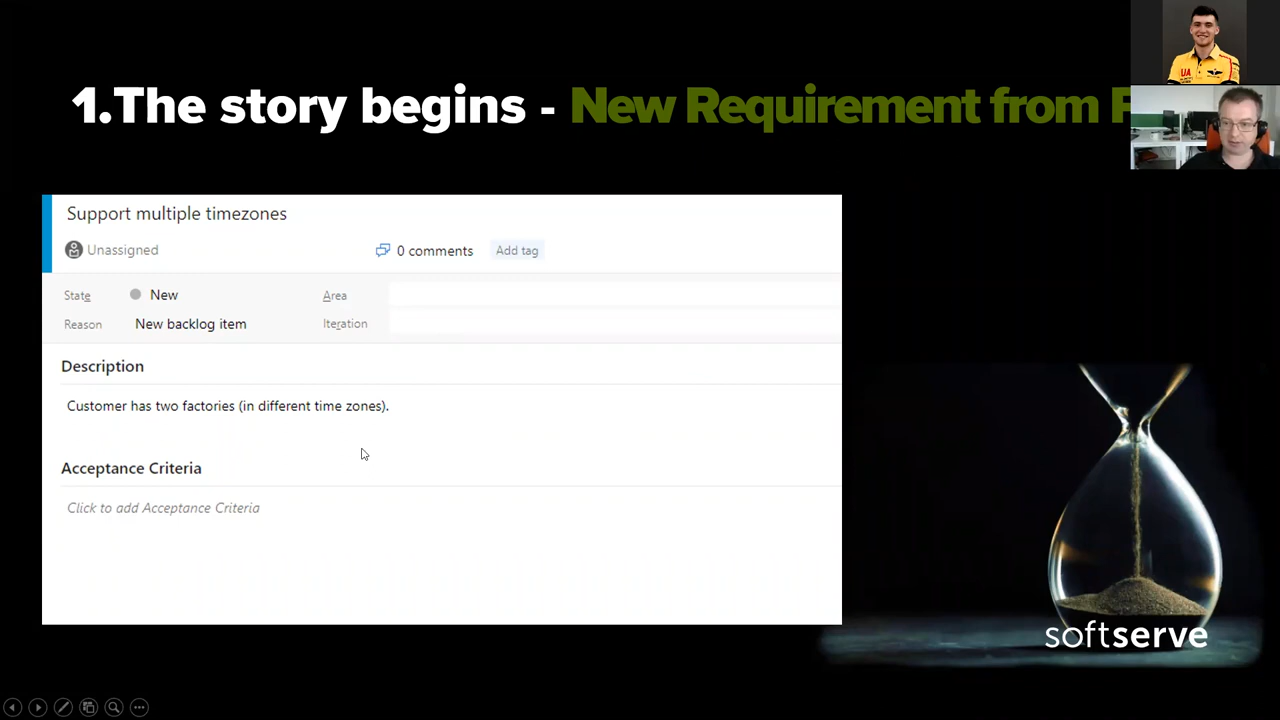 1.The story begins - New Requirement from
UA
Support multiple timezones
Unassigned
0 comments
Add tag
State
New
Area
Reason
New backlog item
Iteration
Description
Customer has two factories (in different time zones).
Acceptance Criteria
Click to add Acceptance Criteria
softserve